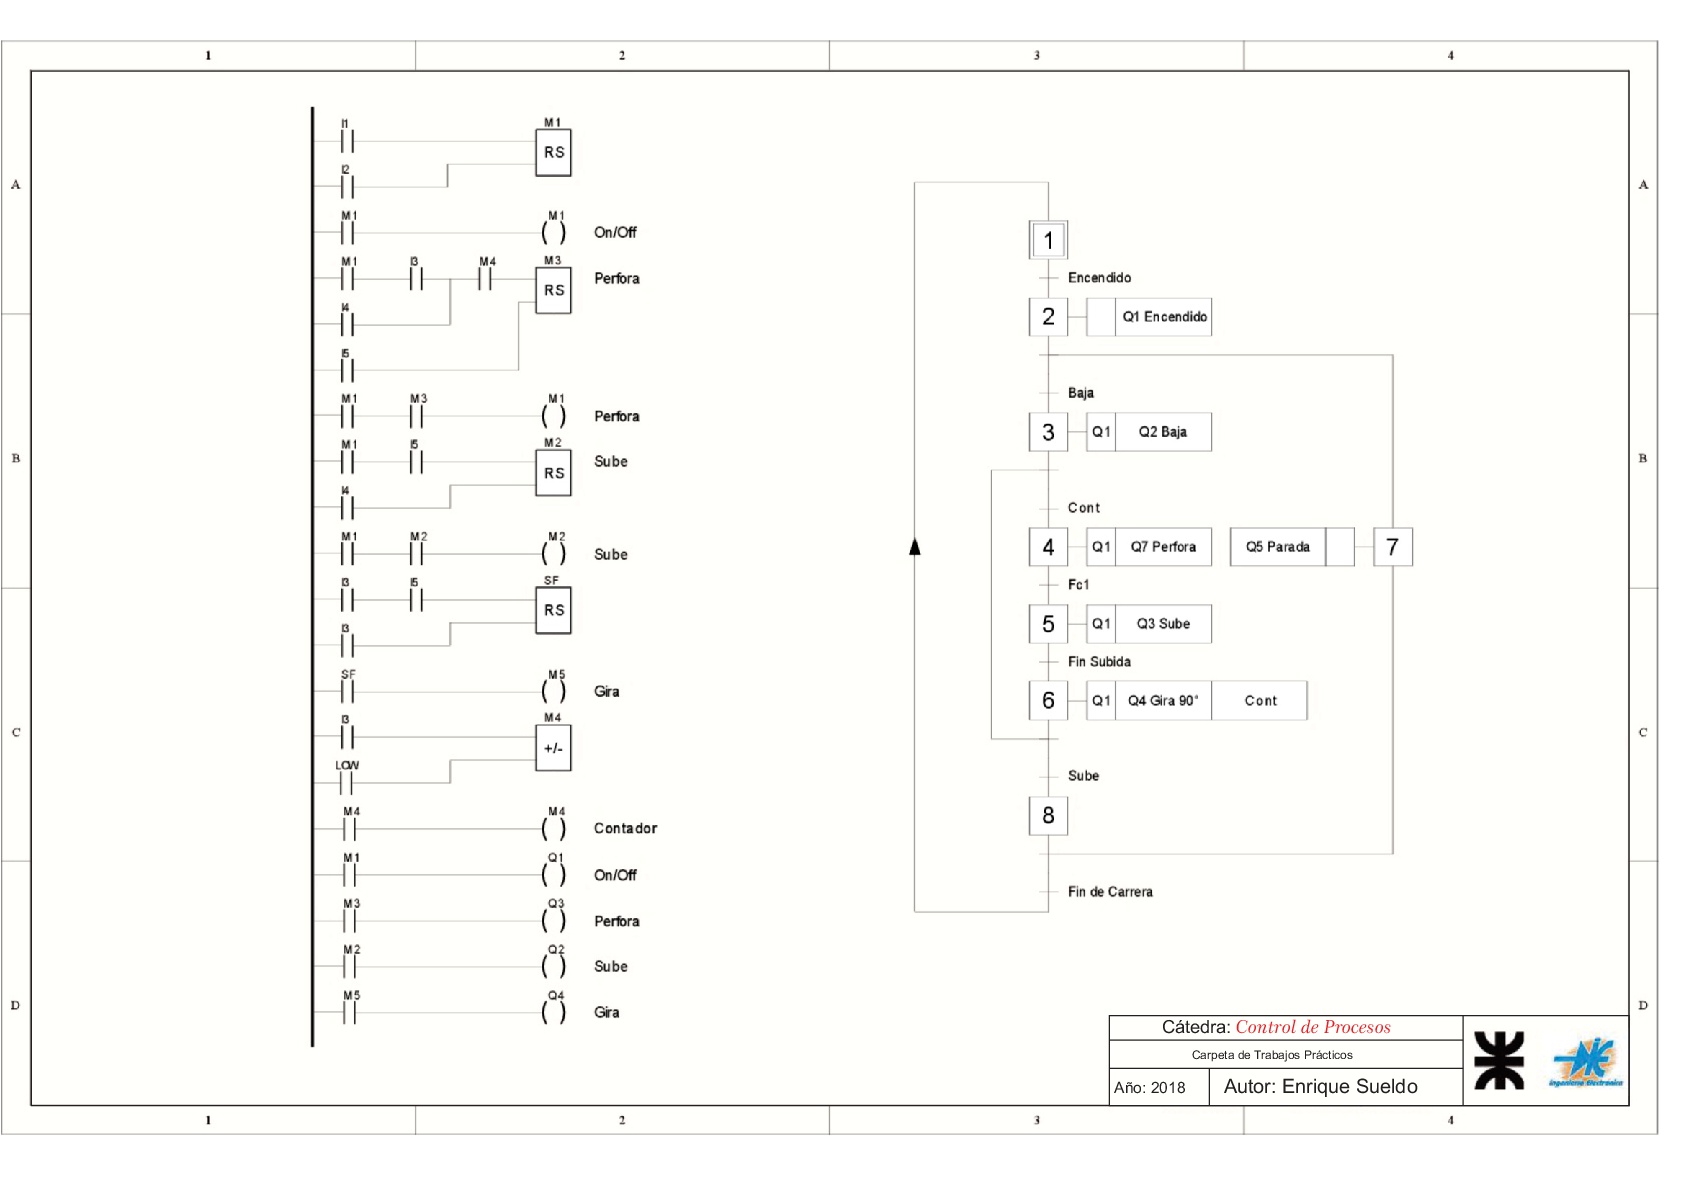 1 2 3 4
A A
B B
C C
D D
I1 M1
RS
I2
M1 M1
On/Off
M1 I3 M4 M3
RS Perfora
I4
I5
M1 M3 M1
Perfora
M1 I5 M2
RS Sube
I4
M1 M2 M2
Sube
I3 I5 SF
RS
I3
SF M5
Gira
I3 M4
+/-
LOW
M4 M4
Contador
M1 Q1
On/Off
M3 Q3
Perfora
M2 Q2
Sube
M5 Q4
Gira
1
Encendido
2 Q1 Encendido
Baja
3 Q1 Q2 Baja
Cont
4 Q1 Q7 Perfora Q5 Parada 7
Fc1
5 Q1 Q3 Sube
Fin Subida
6 Q1 Q4 Gira 90° Cont
Sube
8
Fin de Carrera
Cátedra: Control de Procesos
Carpeta de Trabajos Prácticos
Año: 2018 Autor: Enrique Sueldo
Ingeniería Electrónica
1 2 3 4